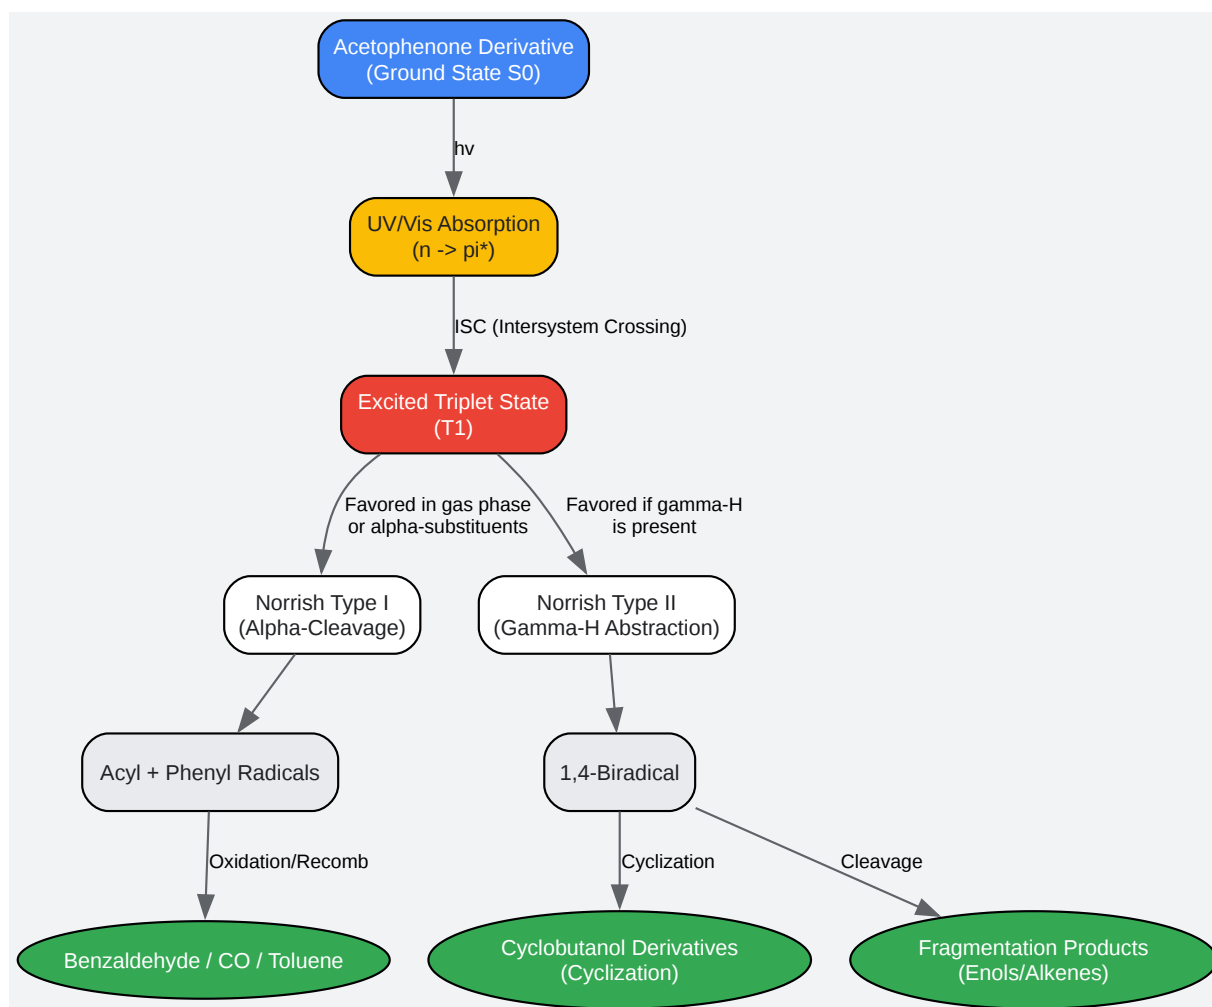 Acetophenone Derivative
(Ground State S0)
hv
UV/Vis Absorption
(n -> pi*)
ISC (Intersystem Crossing)
Excited Triplet State
(T1)
Favored in gas phase
or alpha-substituents
Favored if gamma-H
is present
Norrish Type I
(Alpha-Cleavage)
Norrish Type II
(Gamma-H Abstraction)
Acyl + Phenyl Radicals
1,4-Biradical
Oxidation/Recomb
Cyclization
Cleavage
Benzaldehyde / CO / Toluene
Cyclobutanol Derivatives
(Cyclization)
Fragmentation Products
(Enols/Alkenes)